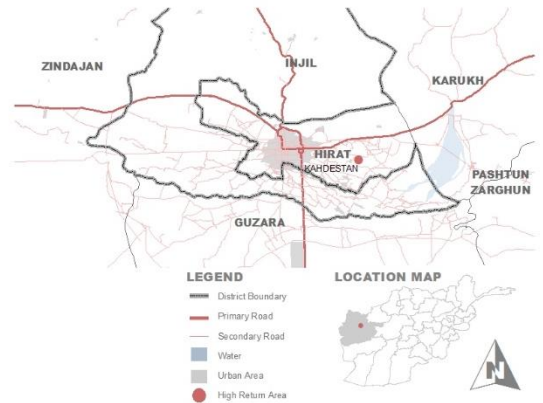 ZINDAJAN
INJIL
KARUKH
HIRAT
KAHDESTAN
PASHTUN
ZARGHUN
GUZARA
LEGEND
District Boundary
Primary Road
Secondary Road
Water
Urban Area
High Return Area
LOCATION MAP
N